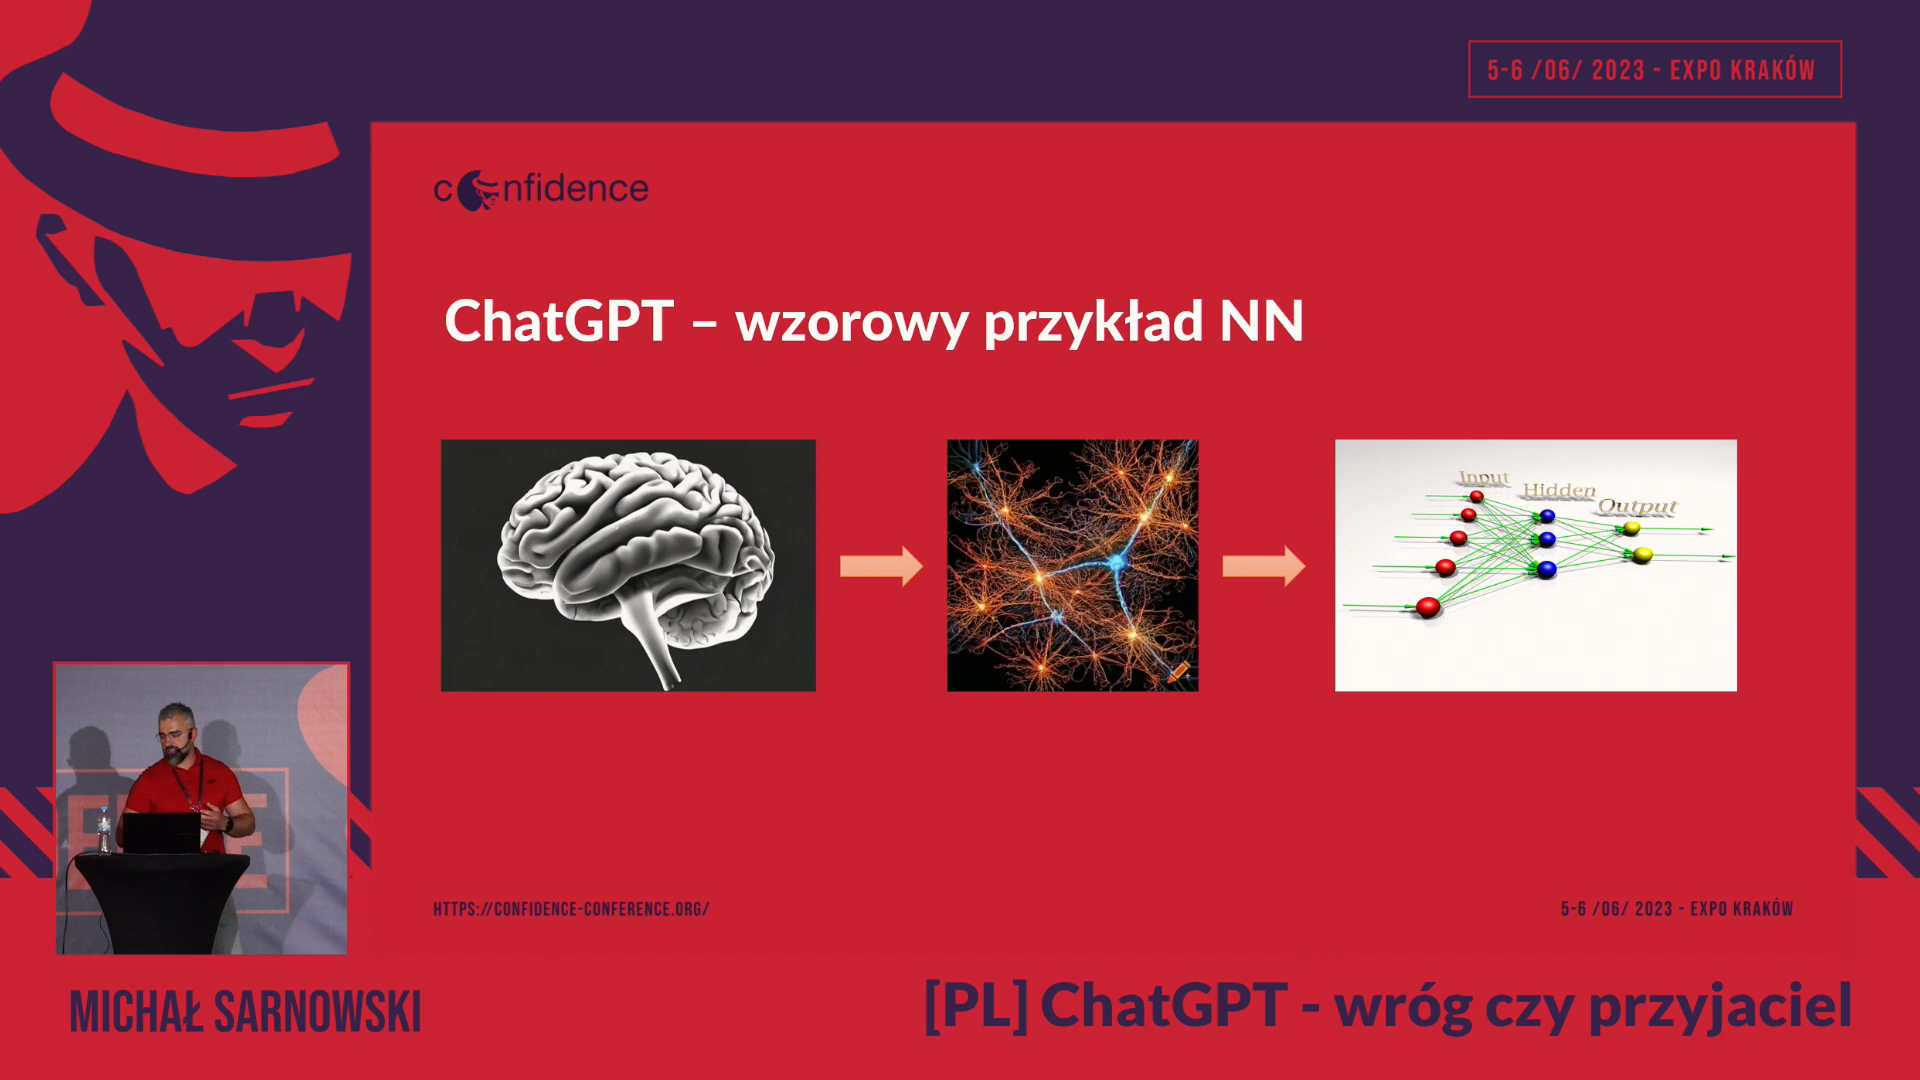 5-6 /06/ 2023 - EXPO KRAKÓW
confidence
ChatGPT – wzorowy przykład NN
Input
Hidden
Output
HTTPS://CONFIDENCE-CONFERENCE.ORG/
5-6 /06/ 2023 - EXPO KRAKÓW
MICHAŁ SARNOWSKI
[PL] ChatGPT - wróg czy przyjaciel